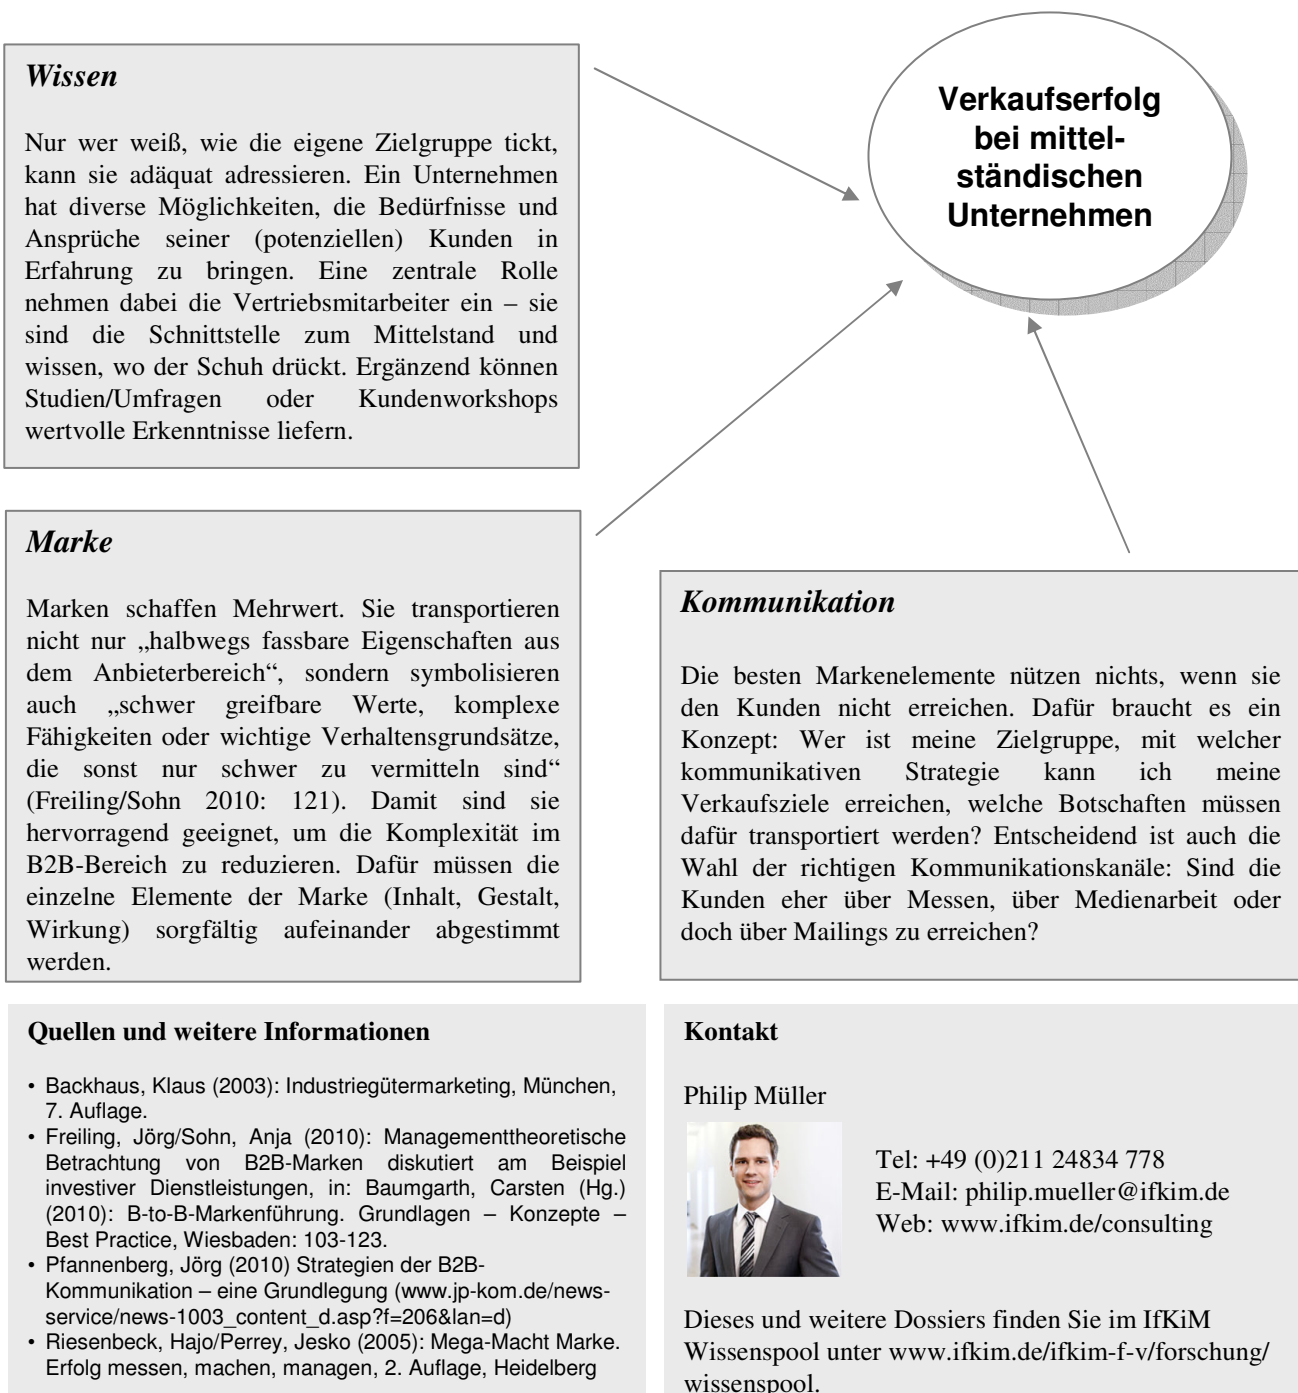 Verkaufserfolg
bei mittel-
ständischen
Unternehmen
Wissen
Nur wer weiß, wie die eigene Zielgruppe tickt,
kann sie adäquat adressieren. Ein Unternehmen
hat diverse Möglichkeiten, die Bedürfnisse und
Ansprüche seiner (potenziellen) Kunden in
Erfahrung zu bringen. Eine zentrale Rolle
nehmen dabei die Vertriebsmitarbeiter ein – sie
sind die Schnittstelle zum Mittelstand und
wissen, wo der Schuh drückt. Ergänzend können
Studien/Umfragen oder Kundenworkshops
wertvolle Erkenntnisse liefern.
Marke
Marken schaffen Mehrwert. Sie transportieren
nicht nur „halbwegs fassbare Eigenschaften aus
dem Anbieterbereich“, sondern symbolisieren
auch „schwer greifbare Werte, komplexe
Fähigkeiten oder wichtige Verhaltensgrundsätze,
die sonst nur schwer zu vermitteln sind“
(Freiling/Sohn 2010: 121). Damit sind sie
hervorragend geeignet, um die Komplexität im
B2B-Bereich zu reduzieren. Dafür müssen die
einzelne Elemente der Marke (Inhalt, Gestalt,
Wirkung) sorgfältig aufeinander abgestimmt
werden.
Kommunikation
Die besten Markenelemente nützen nichts, wenn sie
den Kunden nicht erreichen. Dafür braucht es ein
Konzept: Wer ist meine Zielgruppe, mit welcher
kommunikativen Strategie kann ich meine
Verkaufsziele erreichen, welche Botschaften müssen
dafür transportiert werden? Entscheidend ist auch die
Wahl der richtigen Kommunikationskanäle: Sind die
Kunden eher über Messen, über Medienarbeit oder
doch über Mailings zu erreichen?
Quellen und weitere Informationen
• Backhaus, Klaus (2003): Industriegütermarketing, München,
7. Auflage.
• Freiling, Jörg/Sohn, Anja (2010): Managementtheoretische
Betrachtung von B2B-Marken diskutiert am Beispiel
investiver Dienstleistungen, in: Baumgarth, Carsten (Hg.)
(2010): B-to-B-Markenführung. Grundlagen – Konzepte –
Best Practice, Wiesbaden: 103-123.
• Pfannenberg, Jörg (2010) Strategien der B2B-
Kommunikation – eine Grundlegung (www.jp-kom.de/news-
service/news-1003_content_d.asp?f=206&lan=d)
• Riesenbeck, Hajo/Perrey, Jesko (2005): Mega-Macht Marke.
Erfolg messen, machen, managen, 2. Auflage, Heidelberg
Kontakt
Philip Müller
Tel: +49 (0)211 24834 778
E-Mail: philip.mueller@ifkim.de
Web: www.ifkim.de/consulting
Dieses und weitere Dossiers finden Sie im IfKiM
Wissenspool unter www.ifkim.de/ifkim-f-v/forschung/
wissenspool.